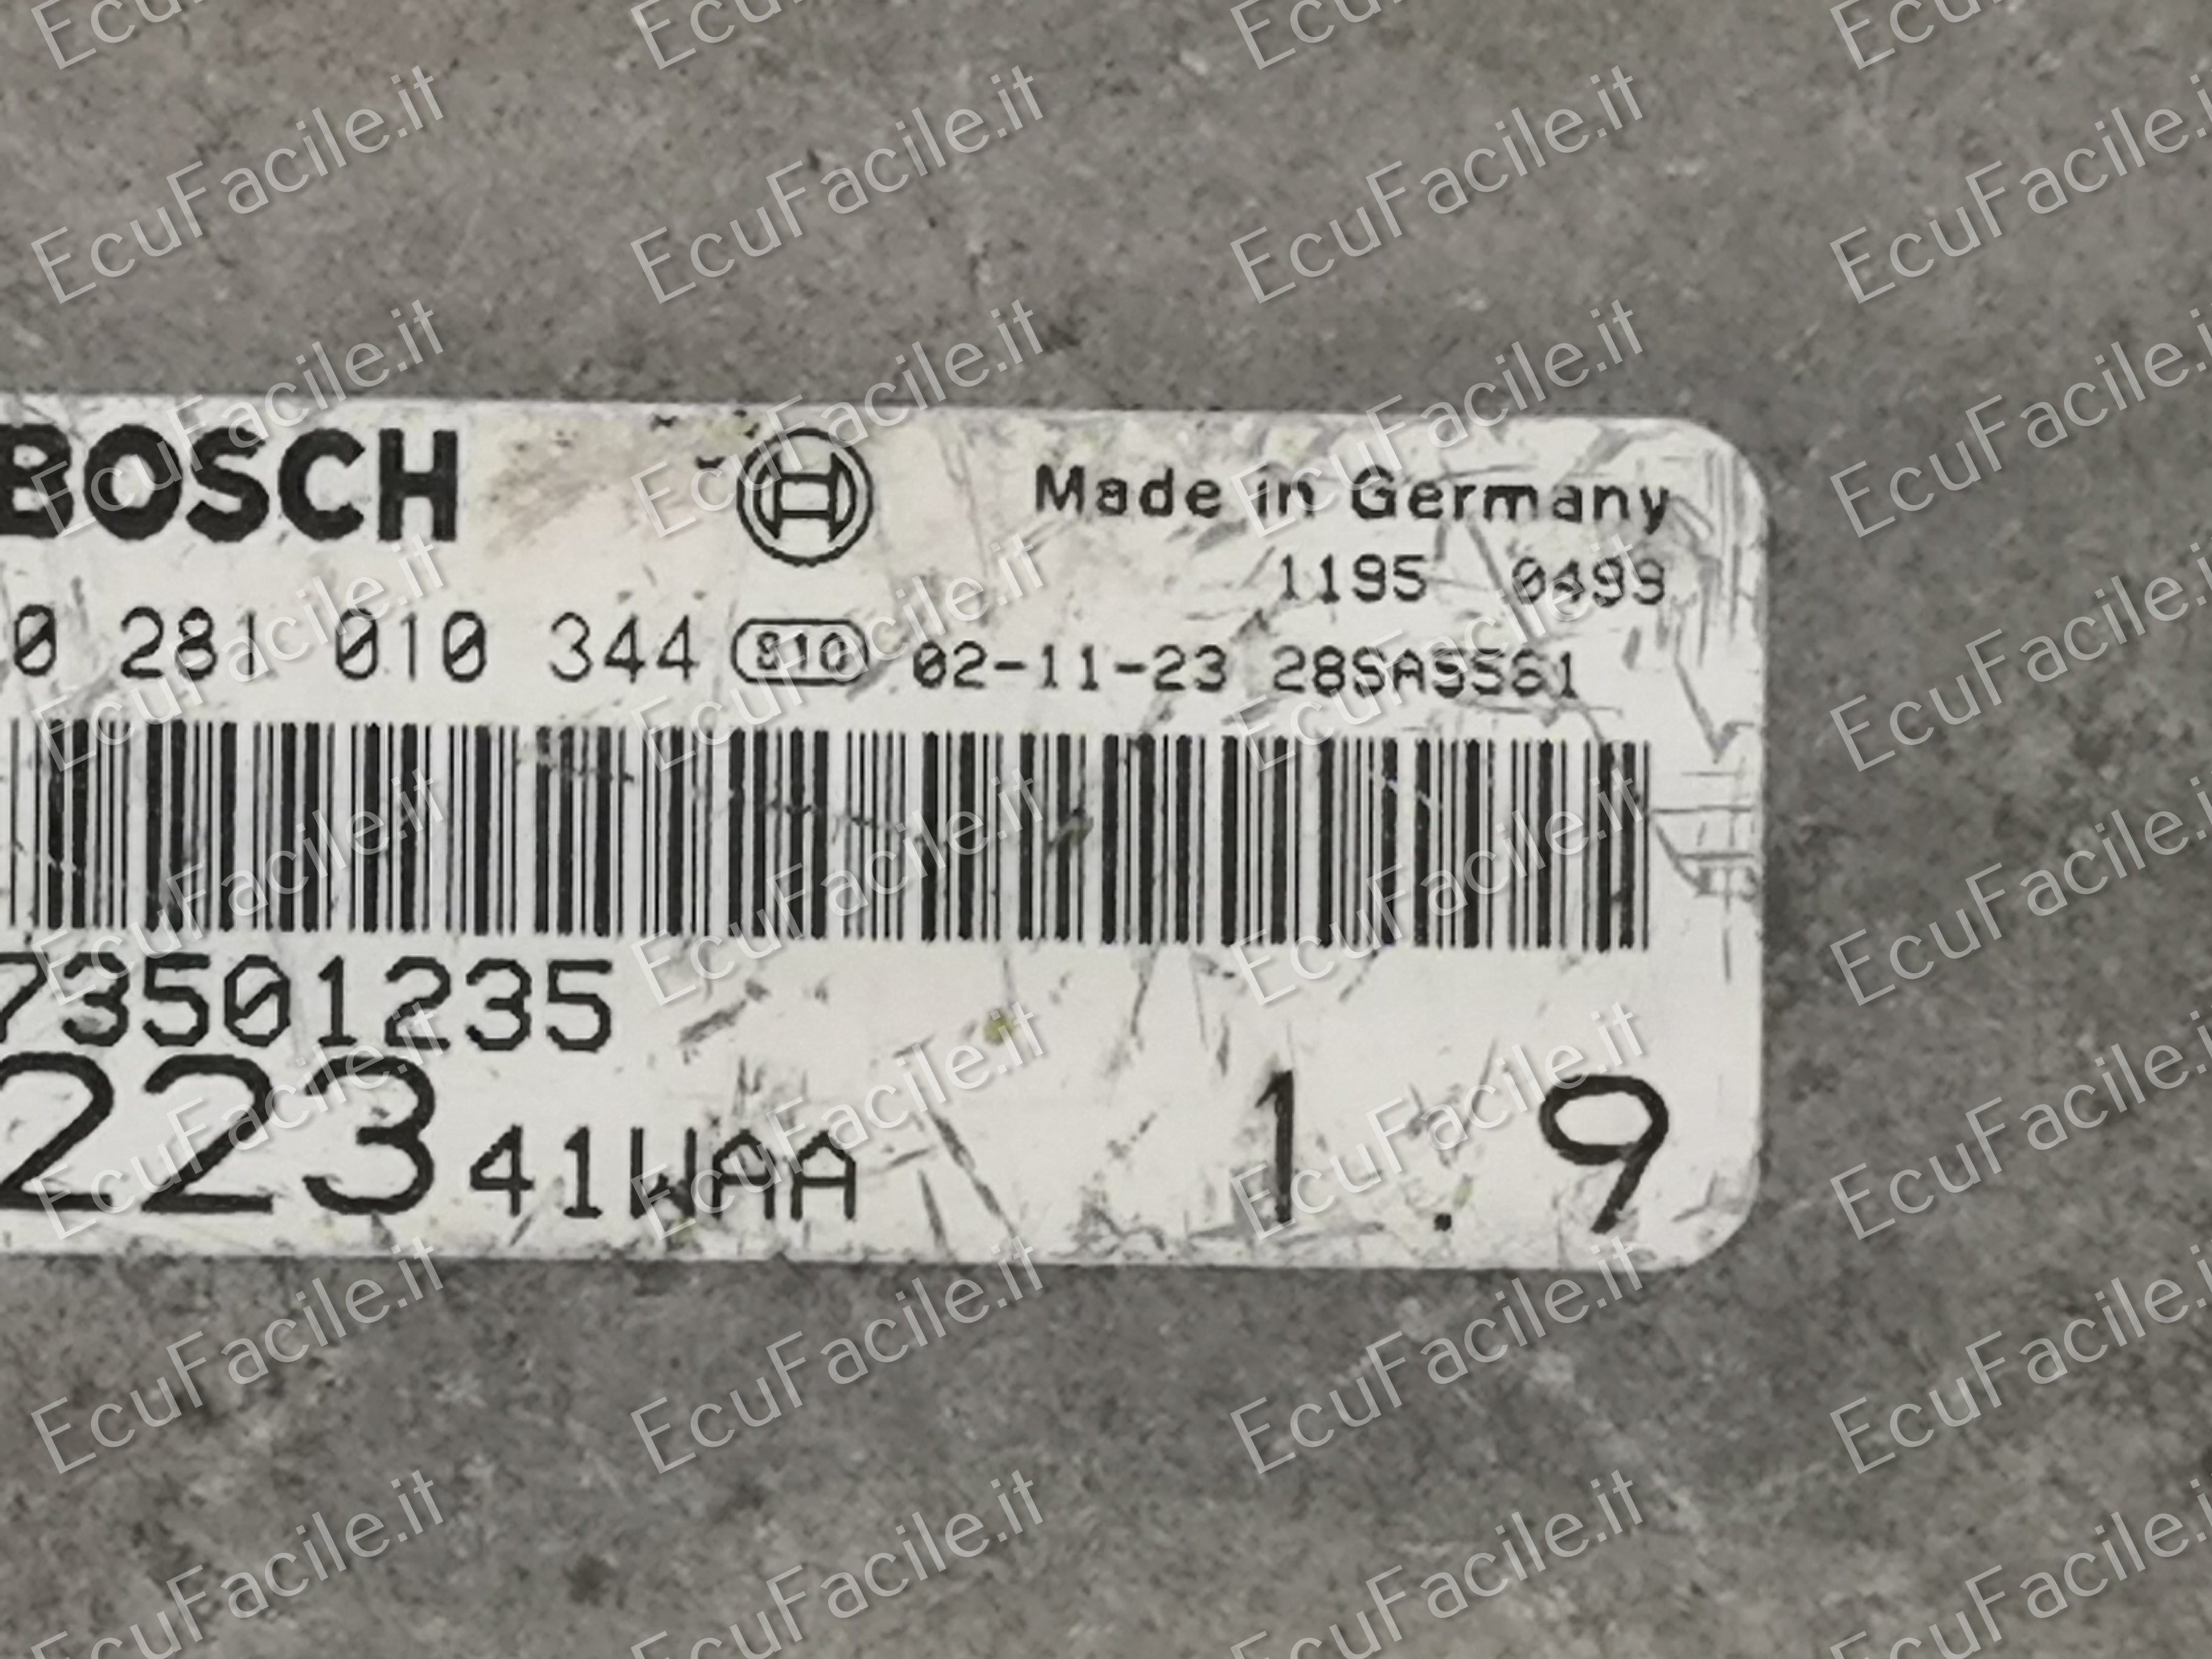 BOSCH
Made in Germany
1195 0499
0 281 010 344 810 02-11-23 28SA5561
73501235
223 41WAA 1.9
EcuFacile.it